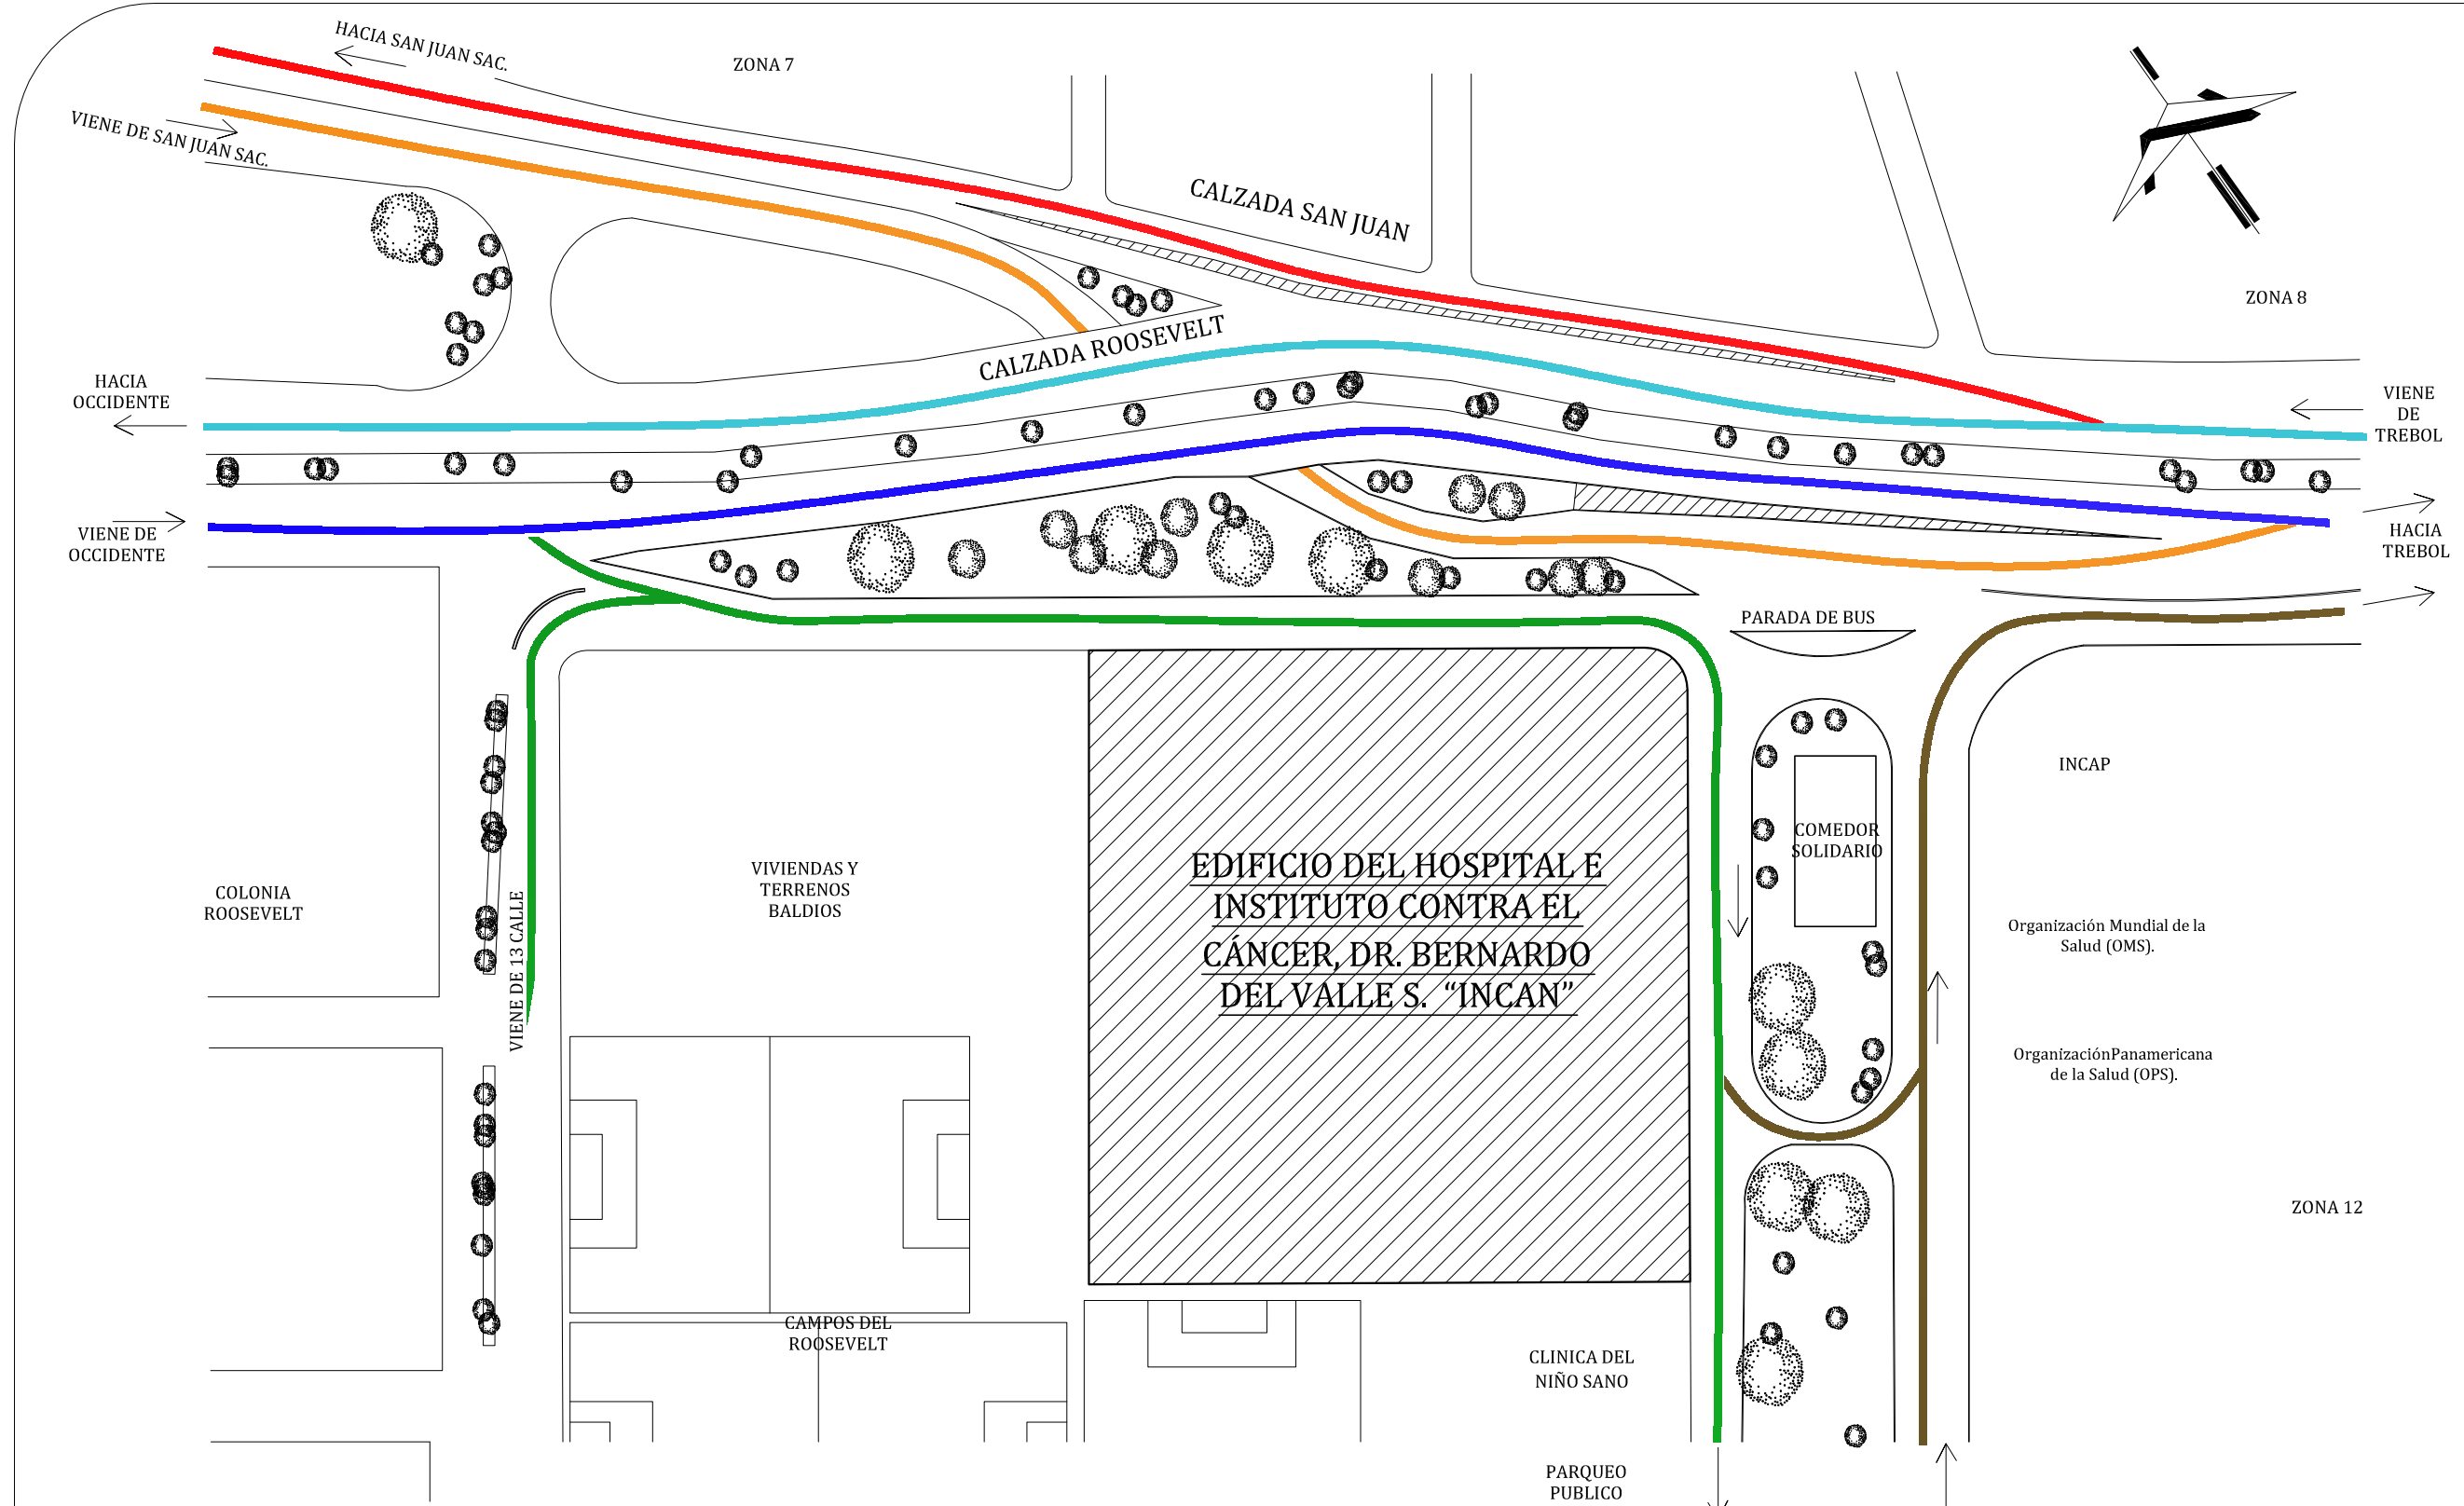 HACIA SAN JUAN SAC.
ZONA 7
VIENE DE SAN JUAN SAC.
CALZADA SAN JUAN
ZONA 8
CALZADA ROOSEVELT
HACIA
OCCIDENTE
VIENE
DE
TREBOL
VIENE DE
OCCIDENTE
HACIA
TREBOL
PARADA DE BUS
INCAP
COMEDOR
SOLIDARIO
VIVIENDAS Y
TERRENOS
BALDIOS
EDIFICIO DEL HOSPITAL E
INSTITUTO CONTRA EL
CÁNCER, DR. BERNARDO
DEL VALLE S. “INCAN”
COLONIA
ROOSEVELT
VIENE DE 13 CALLE
Organización Mundial de la
Salud (OMS).
OrganizaciónPanamericana
de la Salud (OPS).
ZONA 12
CAMPOS DEL
ROOSEVELT
CLINICA DEL
NIÑO SANO
PARQUEO
PUBLICO